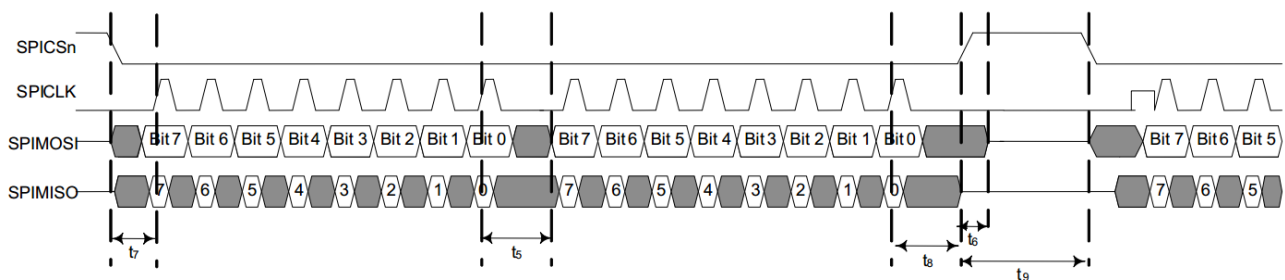 SPICSn
SPICLK
SPIMOSI Bit 7 Bit 6 Bit 5 Bit 4 Bit 3 Bit 2 Bit 1 Bit 0 Bit 7 Bit 6 Bit 5 Bit 4 Bit 3 Bit 2 Bit 1 Bit 0 Bit 7 Bit 6 Bit 5
SPIMISO 7 6 5 4 3 2 1 0 7 6 5 4 3 2 1 0 7 6 5
t7 t5 t8 t6 t9